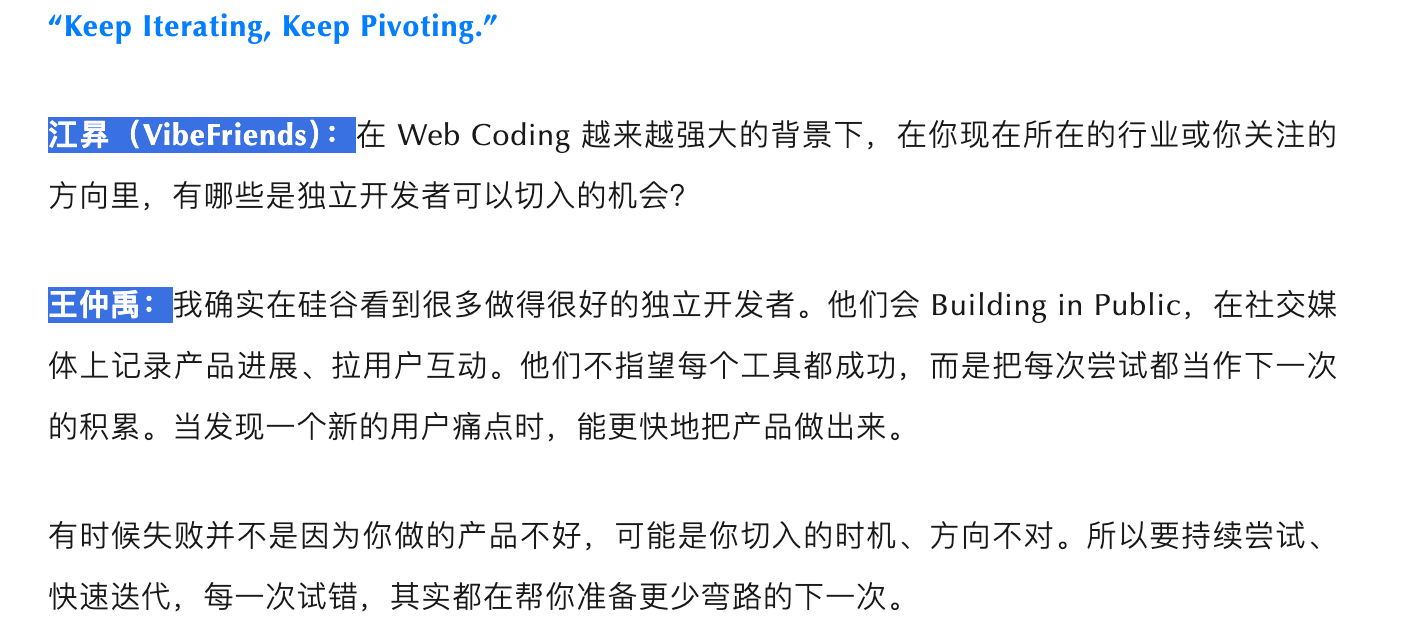 “Keep Iterating, Keep Pivoting.”
江昇（VibeFriends）：在 Web Coding 越来越强大的背景下，在你现在所在的行业或你关注的
方向里，有哪些是独立开发者可以切入的机会？
王仲禹：我确实在硅谷看到很多做得很好的独立开发者。他们会 Building in Public，在社交媒
体上记录产品进展、拉用户互动。他们不指望每个工具都成功，而是把每次尝试都当作下一次
的积累。当发现一个新的用户痛点时，能更快地把产品做出来。
有时候失败并不是因为你做的产品不好，可能是你切入的时机、方向不对。所以要持续尝试、
快速迭代，每一次试错，其实都在帮你准备更少弯路的下一次。